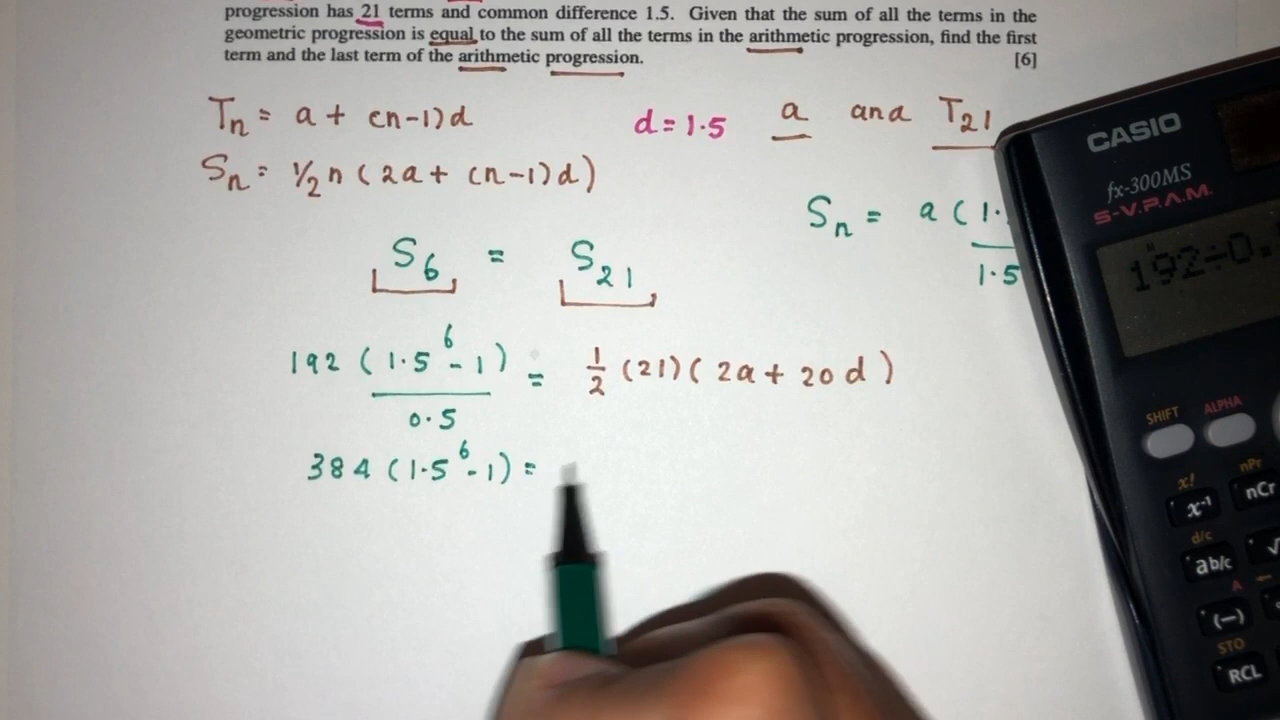 progression has 21 terms and common difference 1.5. Given that the sum of all the terms in the
geometric progression is equal to the sum of all the terms in the arithmetic progression, find the first
term and the last term of the arithmetic progression. [6]
Tn = a + (n-1)d
d = 1.5 a and T21
Sn = ½n (2a + (n-1)d)
Sn = a (1.
1.5
S6 = S21
192 (1.5^6 - 1) / 0.5 = 1/2 (21) (2a + 20d)
384 (1.5^6 - 1) =
CASIO
fx-300MS
S-V.P.A.M.
192÷0.
SHIFT ALPHA
x! nPr
x⁻¹ nCr
d/c
ab/c √
A
(−)
STO
RCL